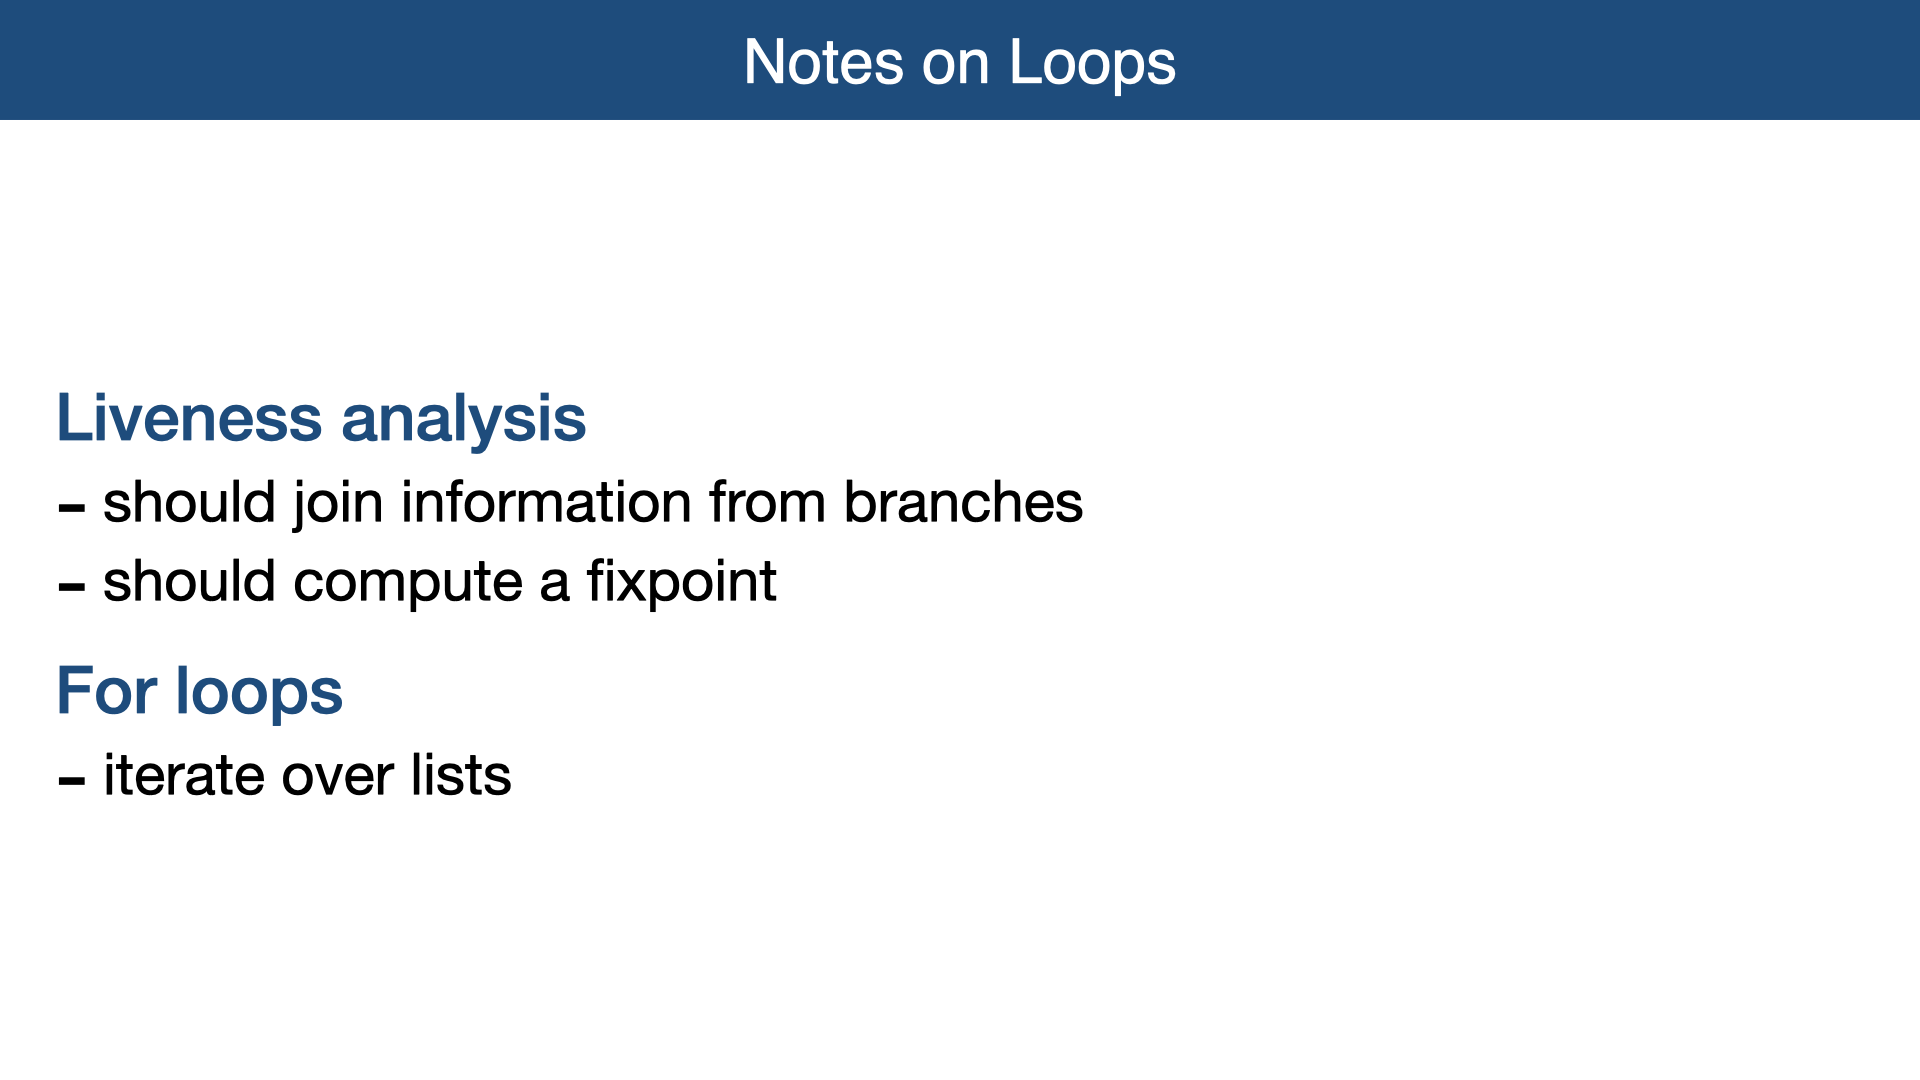 Notes on Loops
Liveness analysis
- should join information from branches
- should compute a fixpoint
For loops
- iterate over lists